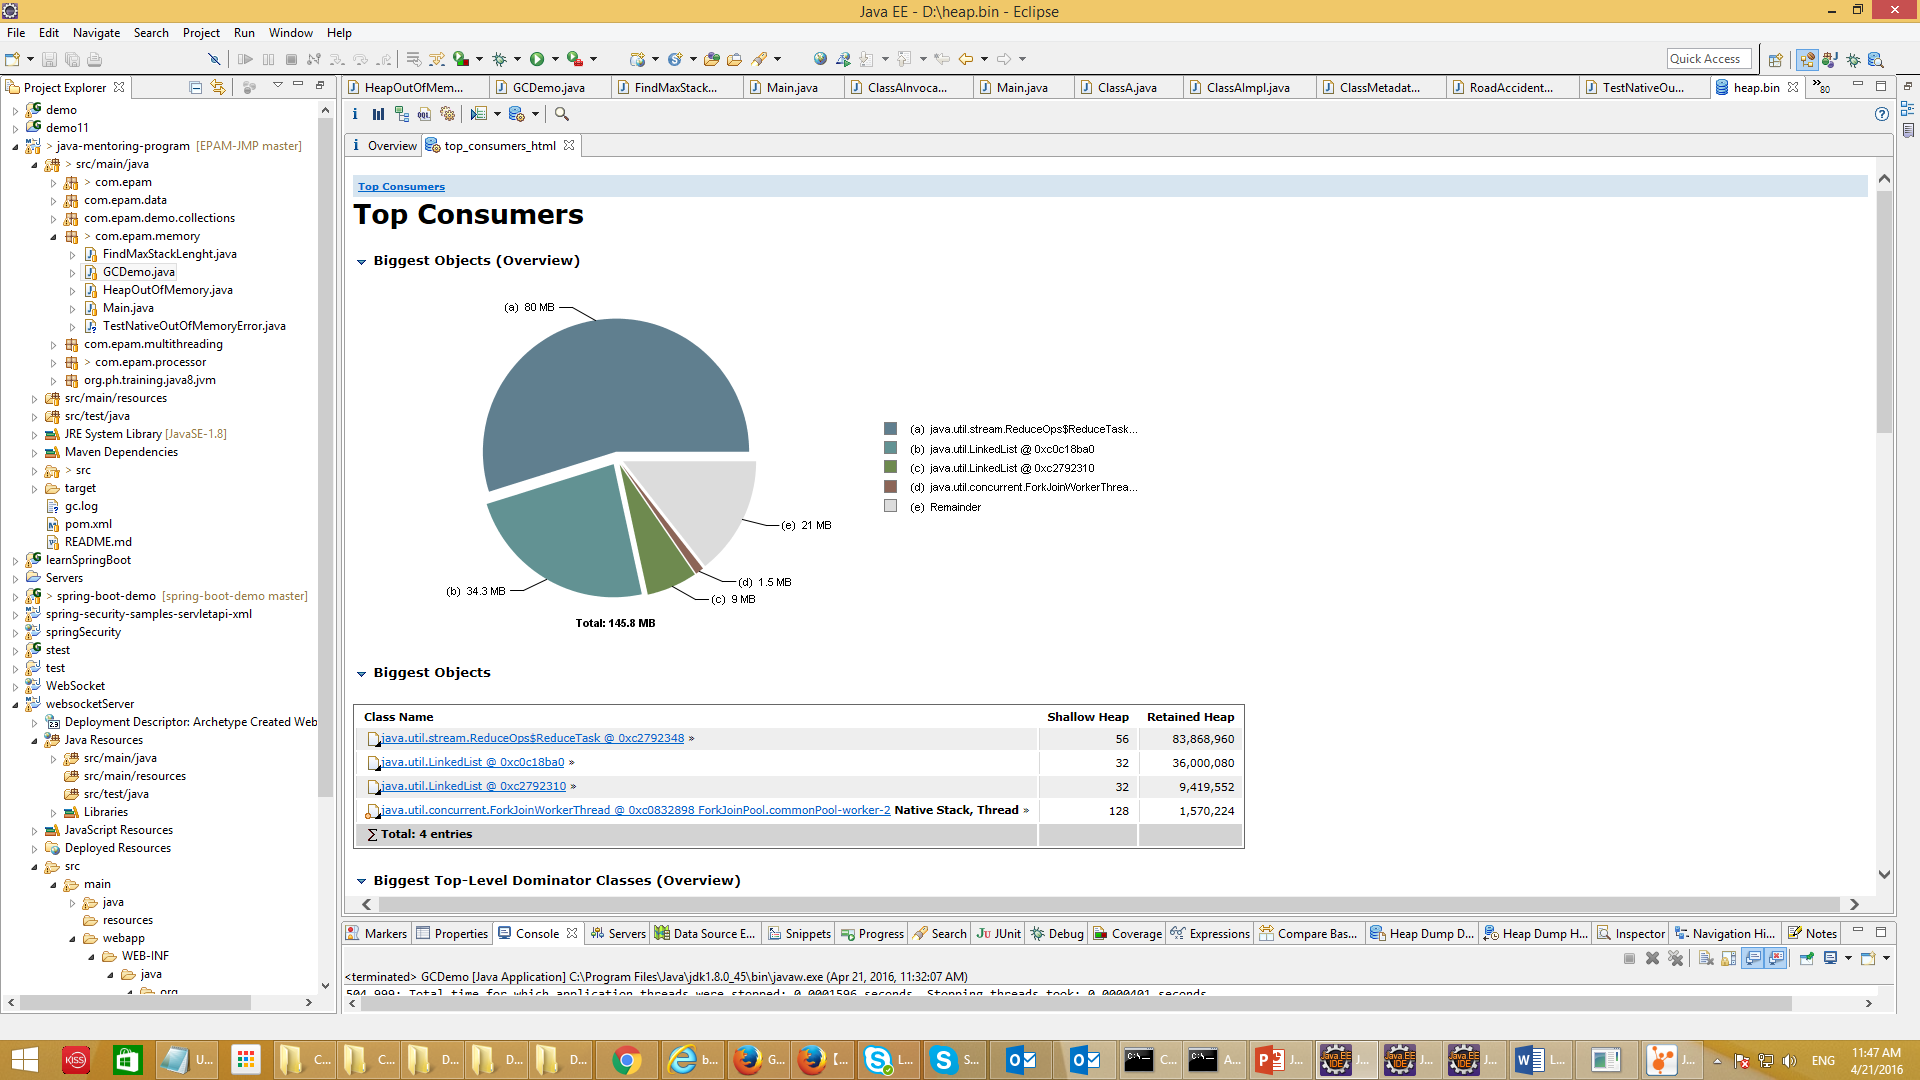 Java EE - D:\heap.bin - Eclipse
File Edit Navigate Search Project Run Window Help
Quick Access
Project Explorer
demo
demo11
> java-mentoring-program [EPAM-JMP master]
> src/main/java
> com.epam
com.epam.data
com.epam.demo.collections
> com.epam.memory
FindMaxStackLenght.java
GCDemo.java
HeapOutOfMemory.java
Main.java
TestNativeOutOfMemoryError.java
com.epam.multithreading
> com.epam.processor
org.ph.training.java8.jvm
src/main/resources
src/test/java
JRE System Library [JavaSE-1.8]
Maven Dependencies
> src
target
gc.log
pom.xml
README.md
learnSpringBoot
Servers
> spring-boot-demo [spring-boot-demo master]
spring-security-samples-servletapi-xml
springSecurity
stest
test
WebSocket
websocketServer
Deployment Descriptor: Archetype Created Web
Java Resources
src/main/java
src/main/resources
src/test/java
Libraries
JavaScript Resources
Deployed Resources
src
main
java
resources
webapp
WEB-INF
java
org
HeapOutOfMem... GCDemo.java FindMaxStack... Main.java ClassAInvoca... Main.java ClassA.java ClassAImpl.java ClassMetadat... RoadAccident... TestNativeOu... heap.bin »80
Overview top_consumers_html
Top Consumers
Top Consumers
Biggest Objects (Overview)
(a) 80 MB
(e) 21 MB
(d) 1.5 MB
(b) 34.3 MB
(c) 9 MB
Total: 145.8 MB
(a) java.util.stream.ReduceOps$ReduceTask...
(b) java.util.LinkedList @ 0xc0c18ba0
(c) java.util.LinkedList @ 0xc2792310
(d) java.util.concurrent.ForkJoinWorkerThrea...
(e) Remainder
Biggest Objects
Class Name Shallow Heap Retained Heap
java.util.stream.ReduceOps$ReduceTask @ 0xc2792348 » 56 83,868,960
java.util.LinkedList @ 0xc0c18ba0 » 32 36,000,080
java.util.LinkedList @ 0xc2792310 » 32 9,419,552
java.util.concurrent.ForkJoinWorkerThread @ 0xc0832898 ForkJoinPool.commonPool-worker-2 Native Stack, Thread » 128 1,570,224
∑ Total: 4 entries
Biggest Top-Level Dominator Classes (Overview)
Markers Properties Console Servers Data Source E... Snippets Progress Search JUnit Debug Coverage Expressions Compare Bas... Heap Dump D... Heap Dump H... Inspector Navigation Hi... Notes
<terminated> GCDemo [Java Application] C:\Program Files\Java\jdk1.8.0_45\bin\javaw.exe (Apr 21, 2016, 11:32:07 AM)
504.999: Total time for which application threads were stopped: 0.0001596 seconds, Stopping threads took: 0.0000401 seconds
KISS U... C... C... D... D... D... b... G... [... L... S... C... A... J... J... J... J... L... J... ENG
11:47 AM
4/21/2016